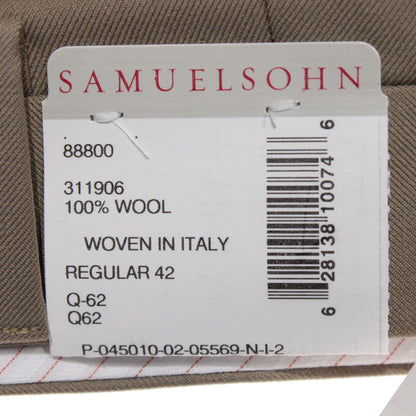 SAMUELSOHN
88800
311906
100% WOOL
WOVEN IN ITALY
REGULAR 42
Q-62
Q62
P-045010-02-05569-N-I-2
6 28138 10074 6